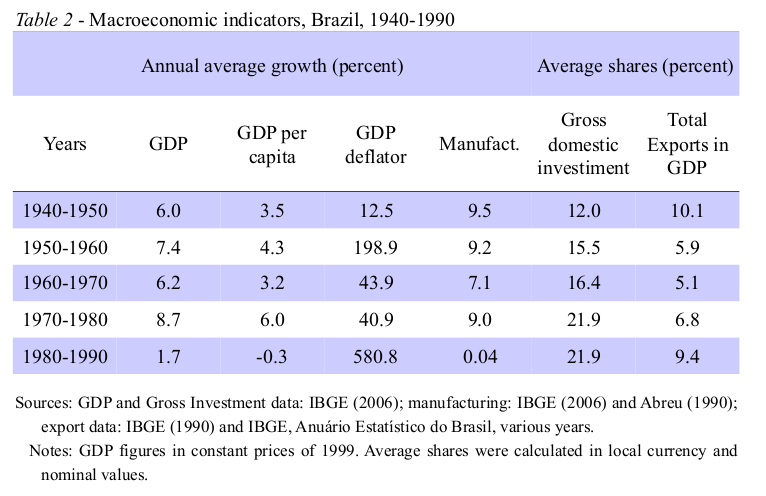 Table 2 - Macroeconomic indicators, Brazil, 1940-1990
Annual average growth (percent) Average shares (percent)
Years GDP GDP per capita GDP deflator Manufact. Gross domestic investiment Total Exports in GDP
1940-1950 6.0 3.5 12.5 9.5 12.0 10.1
1950-1960 7.4 4.3 198.9 9.2 15.5 5.9
1960-1970 6.2 3.2 43.9 7.1 16.4 5.1
1970-1980 8.7 6.0 40.9 9.0 21.9 6.8
1980-1990 1.7 -0.3 580.8 0.04 21.9 9.4
Sources: GDP and Gross Investment data: IBGE (2006); manufacturing: IBGE (2006) and Abreu (1990);
export data: IBGE (1990) and IBGE, Anuário Estatístico do Brasil, various years.
Notes: GDP figures in constant prices of 1999. Average shares were calculated in local currency and
nominal values.